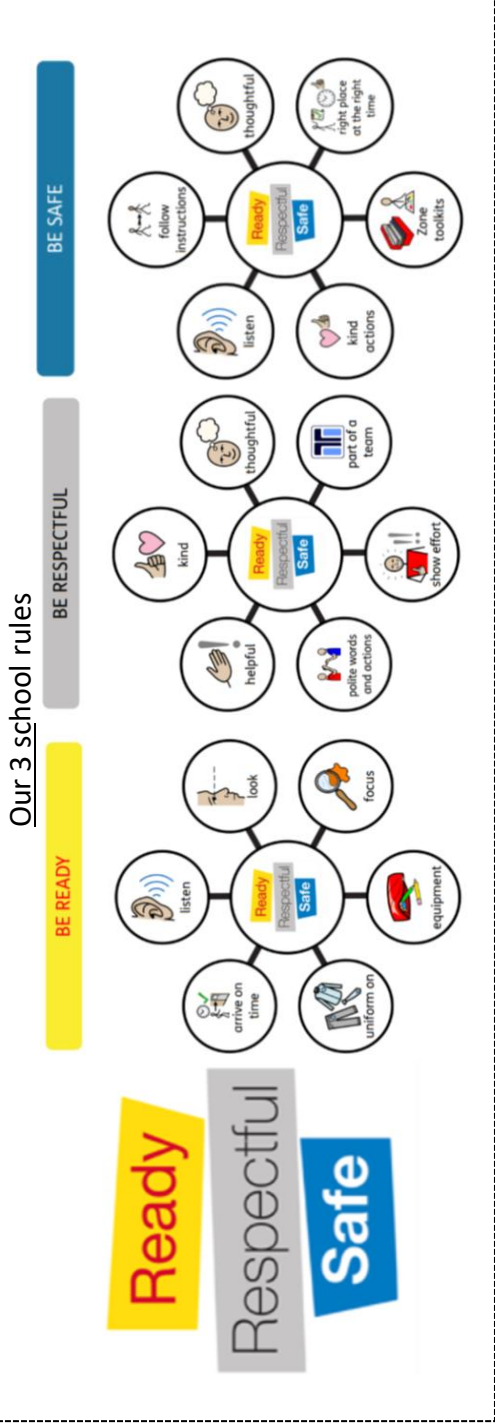 Our 3 school rules
Ready
Respectful
Safe
BE READY
listen
look
focus
equipment
uniform on
arrive on
time
Ready
Respectful
Safe
BE RESPECTFUL
kind
thoughtful
part of a
team
show effort
polite words
and actions
helpful
Ready
Respectful
Safe
BE SAFE
follow
instructions
thoughtful
right place
at the right
time
Zone
toolkits
kind
actions
listen
Ready
Respectful
Safe